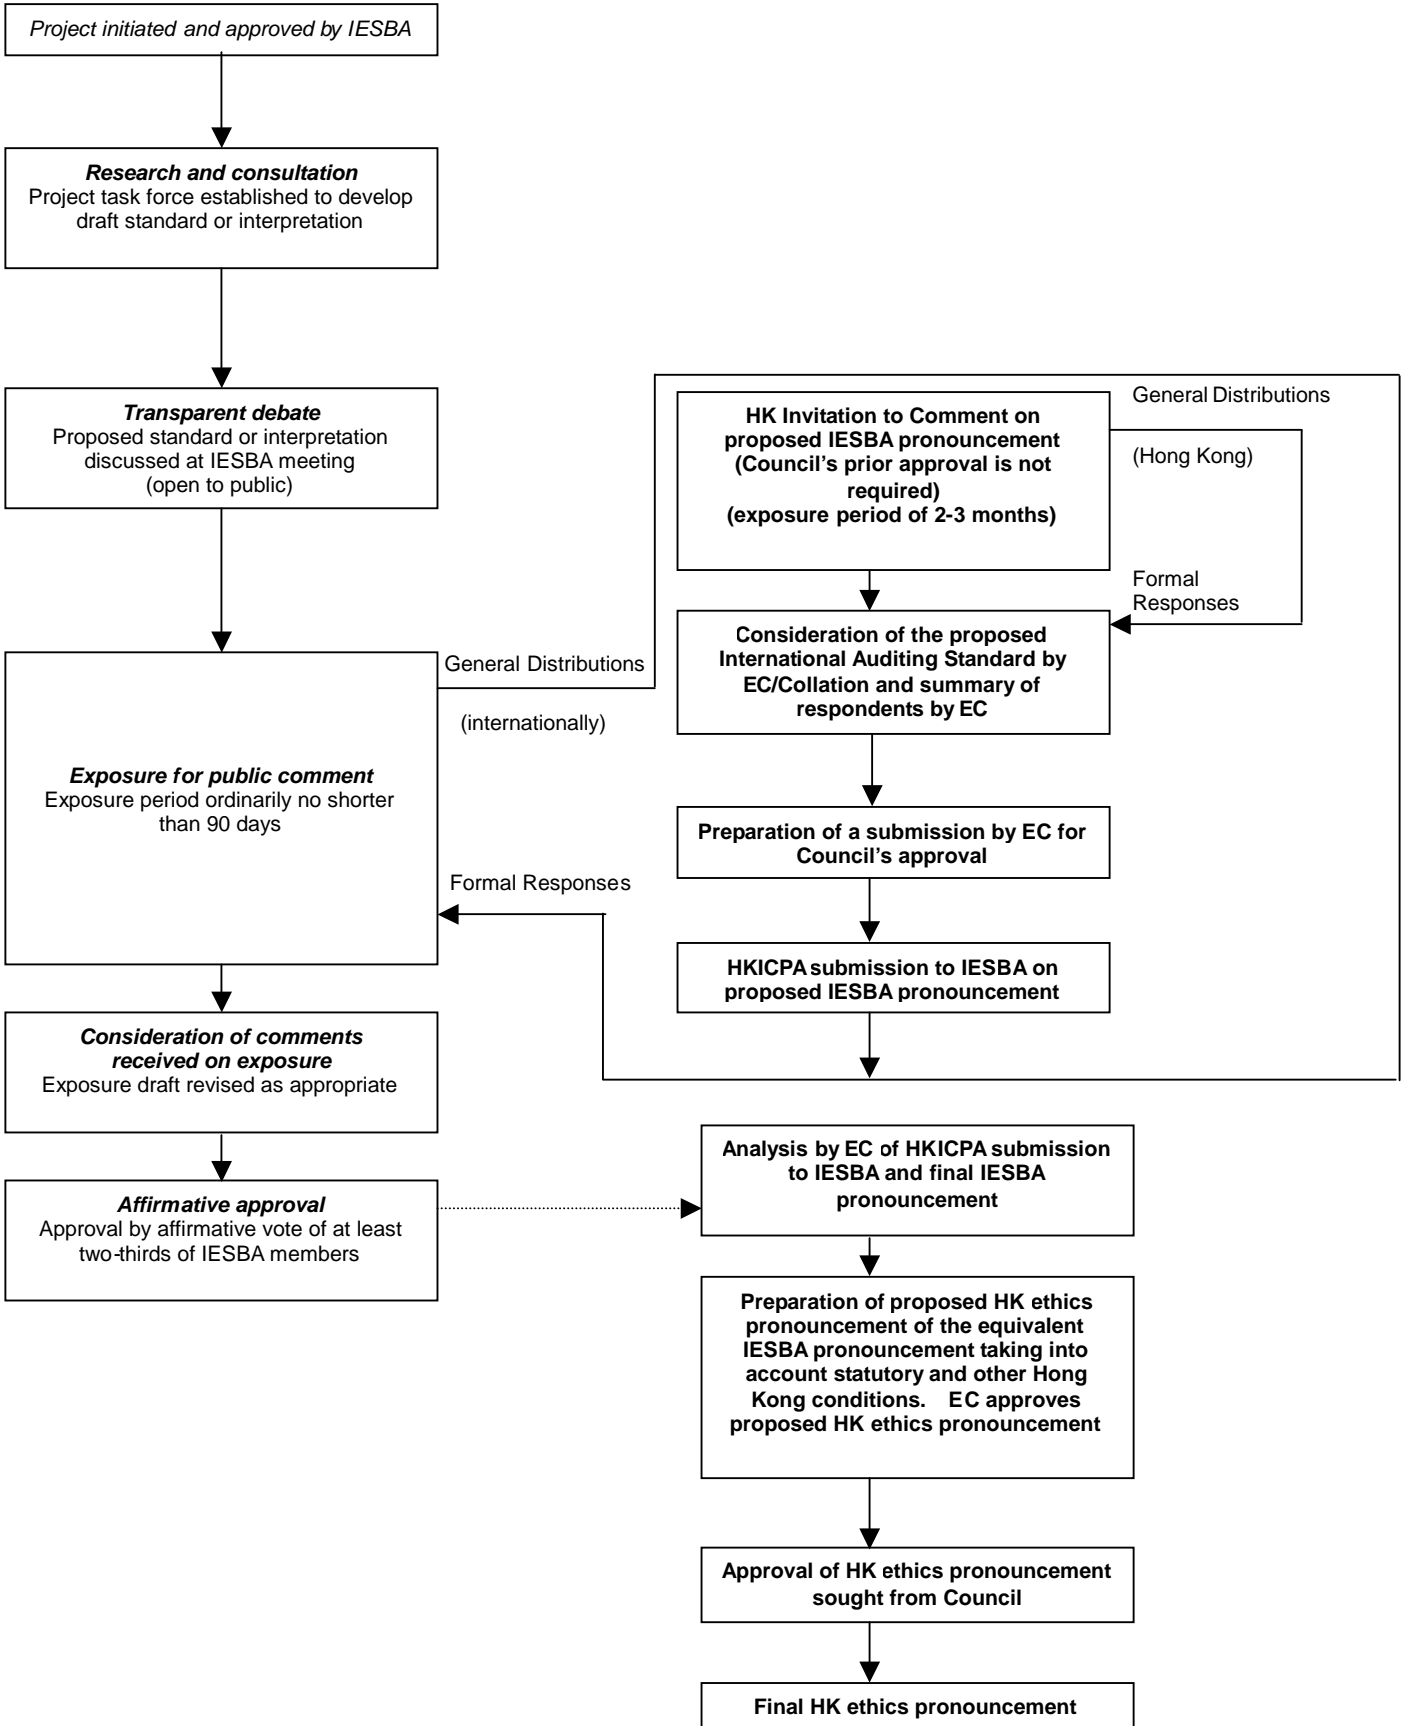 Project initiated and approved by IESBA
Research and consultation
Project task force established to develop
draft standard or interpretation
Transparent debate
Proposed standard or interpretation
discussed at IESBA meeting
(open to public)
General Distributions
(internationally)
Exposure for public comment
Exposure period ordinarily no shorter
than 90 days
Formal Responses
Consideration of comments
received on exposure
Exposure draft revised as appropriate
Affirmative approval
Approval by affirmative vote of at least
two-thirds of IESBA members
HK Invitation to Comment on
proposed IESBA pronouncement
(Council's prior approval is not
required)
(exposure period of 2-3 months)
General Distributions
(Hong Kong)
Formal
Responses
Consideration of the proposed
International Auditing Standard by
EC/Collation and summary of
respondents by EC
Preparation of a submission by EC for
Council's approval
HKICPA submission to IESBA on
proposed IESBA pronouncement
Analysis by EC of HKICPA submission
to IESBA and final IESBA
pronouncement
Preparation of proposed HK ethics
pronouncement of the equivalent
IESBA pronouncement taking into
account statutory and other Hong
Kong conditions. EC approves
proposed HK ethics pronouncement
Approval of HK ethics pronouncement
sought from Council
Final HK ethics pronouncement